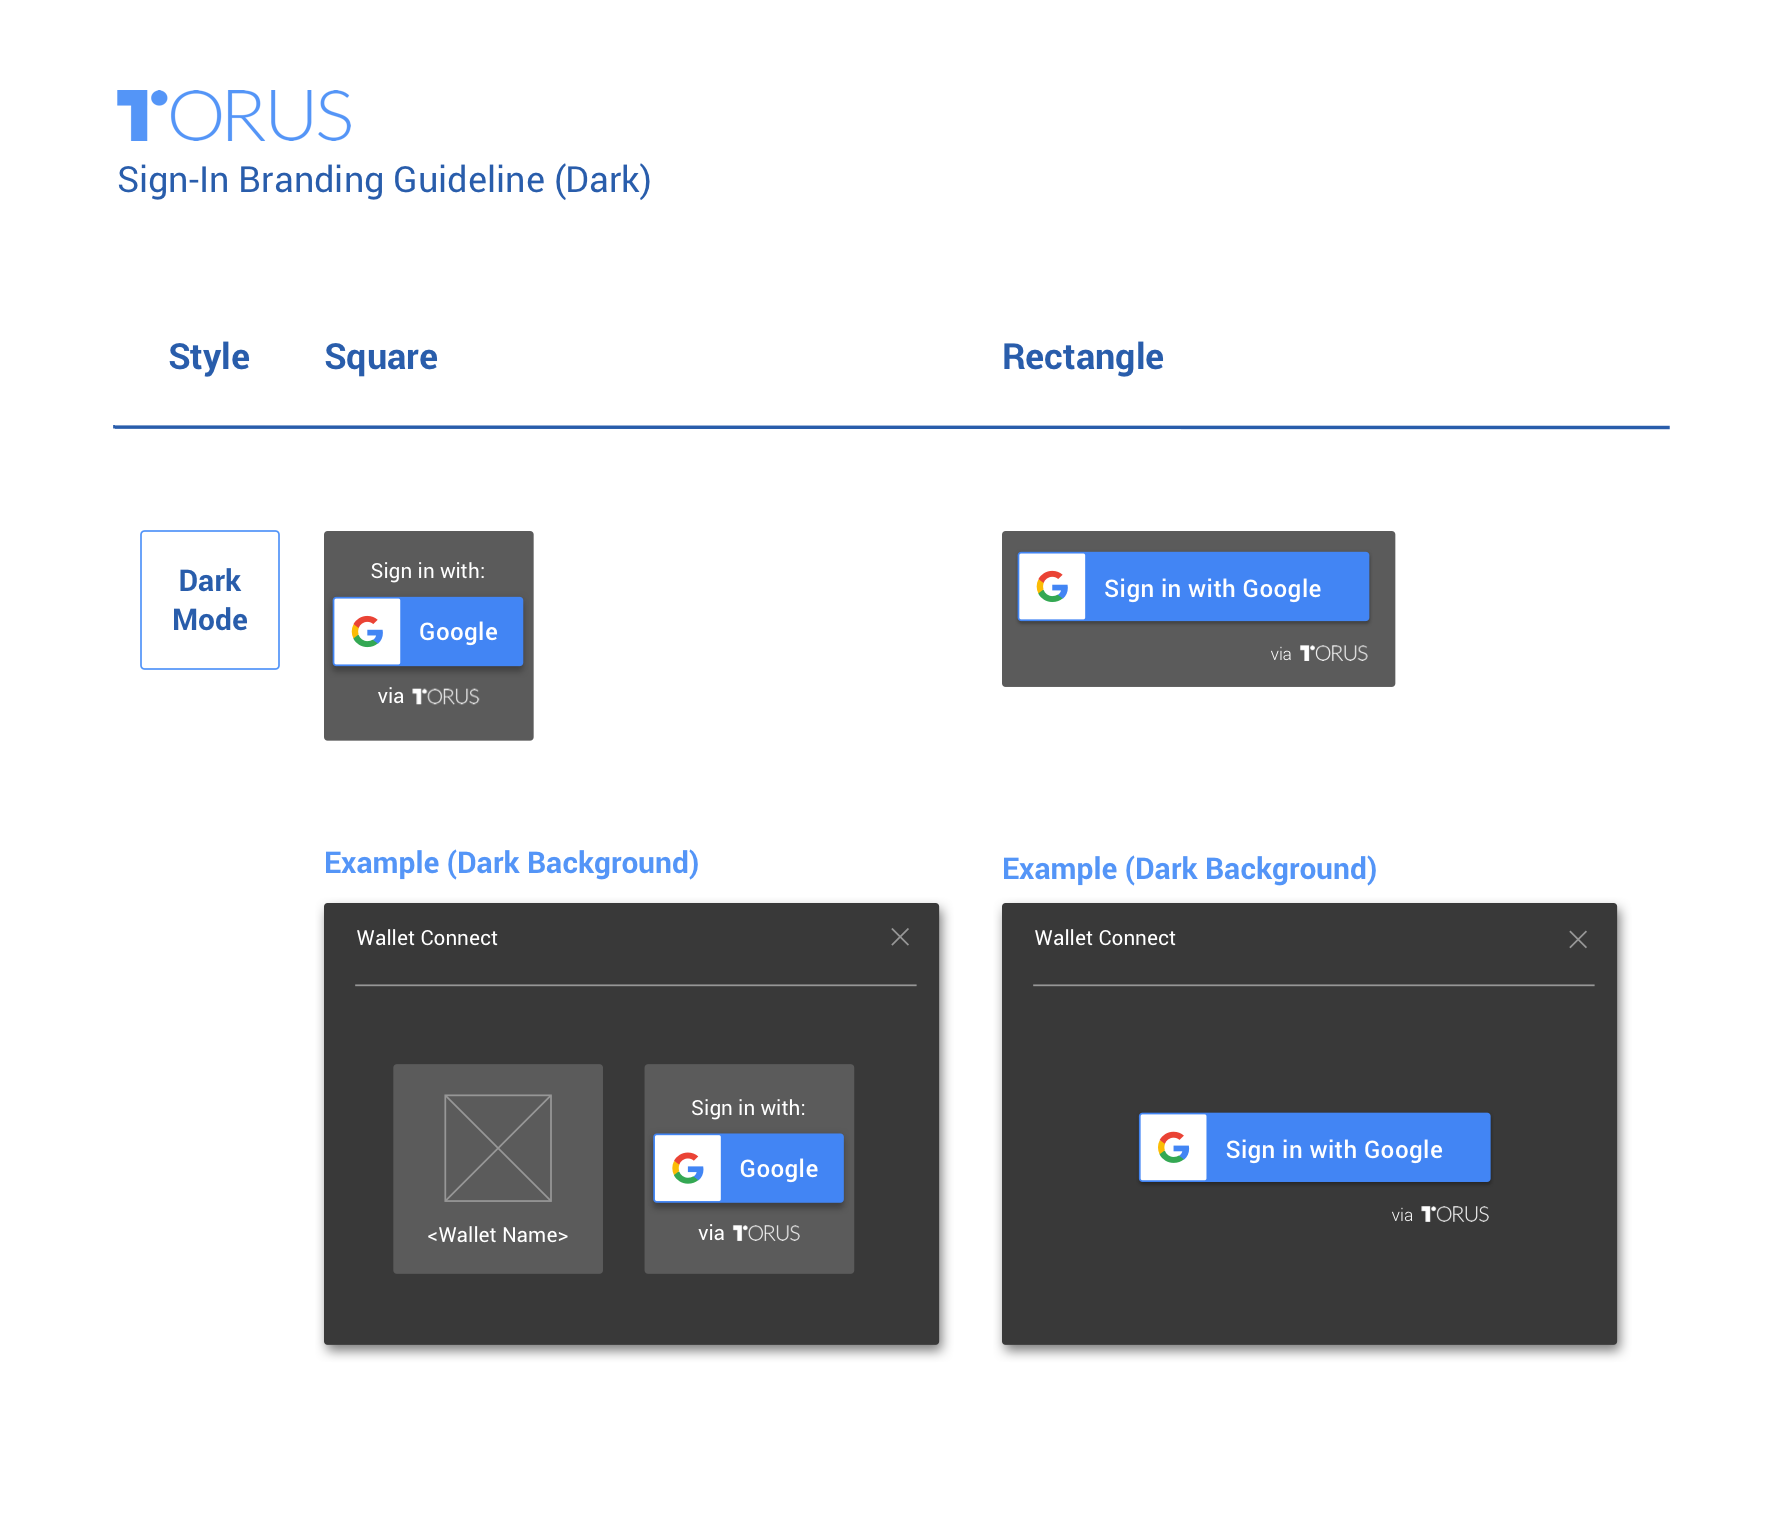 TORUS
Sign-In Branding Guideline (Dark)
Style Square Rectangle
Dark
Mode
Sign in with:
Google
via TORUS
Sign in with Google
via TORUS
Example (Dark Background)
Wallet Connect
<Wallet Name>
Sign in with:
Google
via TORUS
Example (Dark Background)
Wallet Connect
Sign in with Google
via TORUS